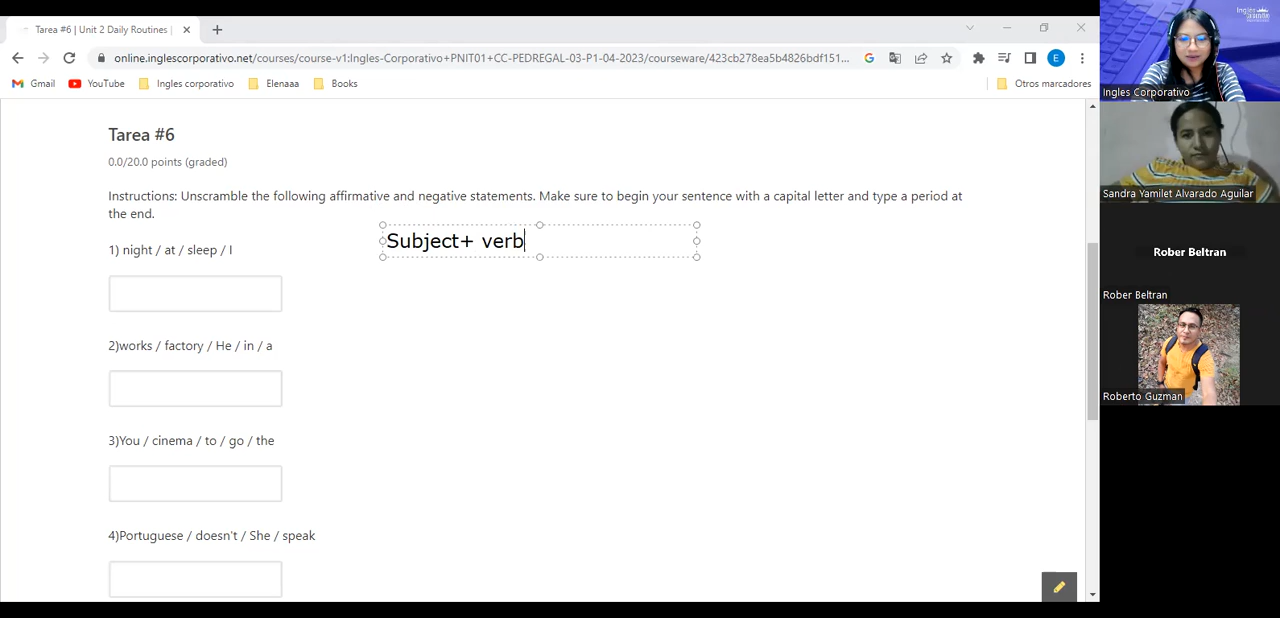 Tarea #6 | Unit 2 Daily Routines |
online.inglescorporativo.net/courses/course-v1:Ingles-Corporativo+PNIT01+CC-PEDREGAL-03-P1-04-2023/courseware/423cb278ea5b4826bdf151...
Gmail YouTube Ingles corporativo Elenaaa Books Otros marcadores
Tarea #6
0.0/20.0 points (graded)
Instructions: Unscramble the following affirmative and negative statements. Make sure to begin your sentence with a capital letter and type a period at
the end.
Subject+ verb
1) night / at / sleep / I
2)works / factory / He / in / a
3)You / cinema / to / go / the
4)Portuguese / doesn't / She / speak
Ingles Corporativo
Sandra Yamilet Alvarado Aguilar
Rober Beltran
Rober Beltran
Roberto Guzman